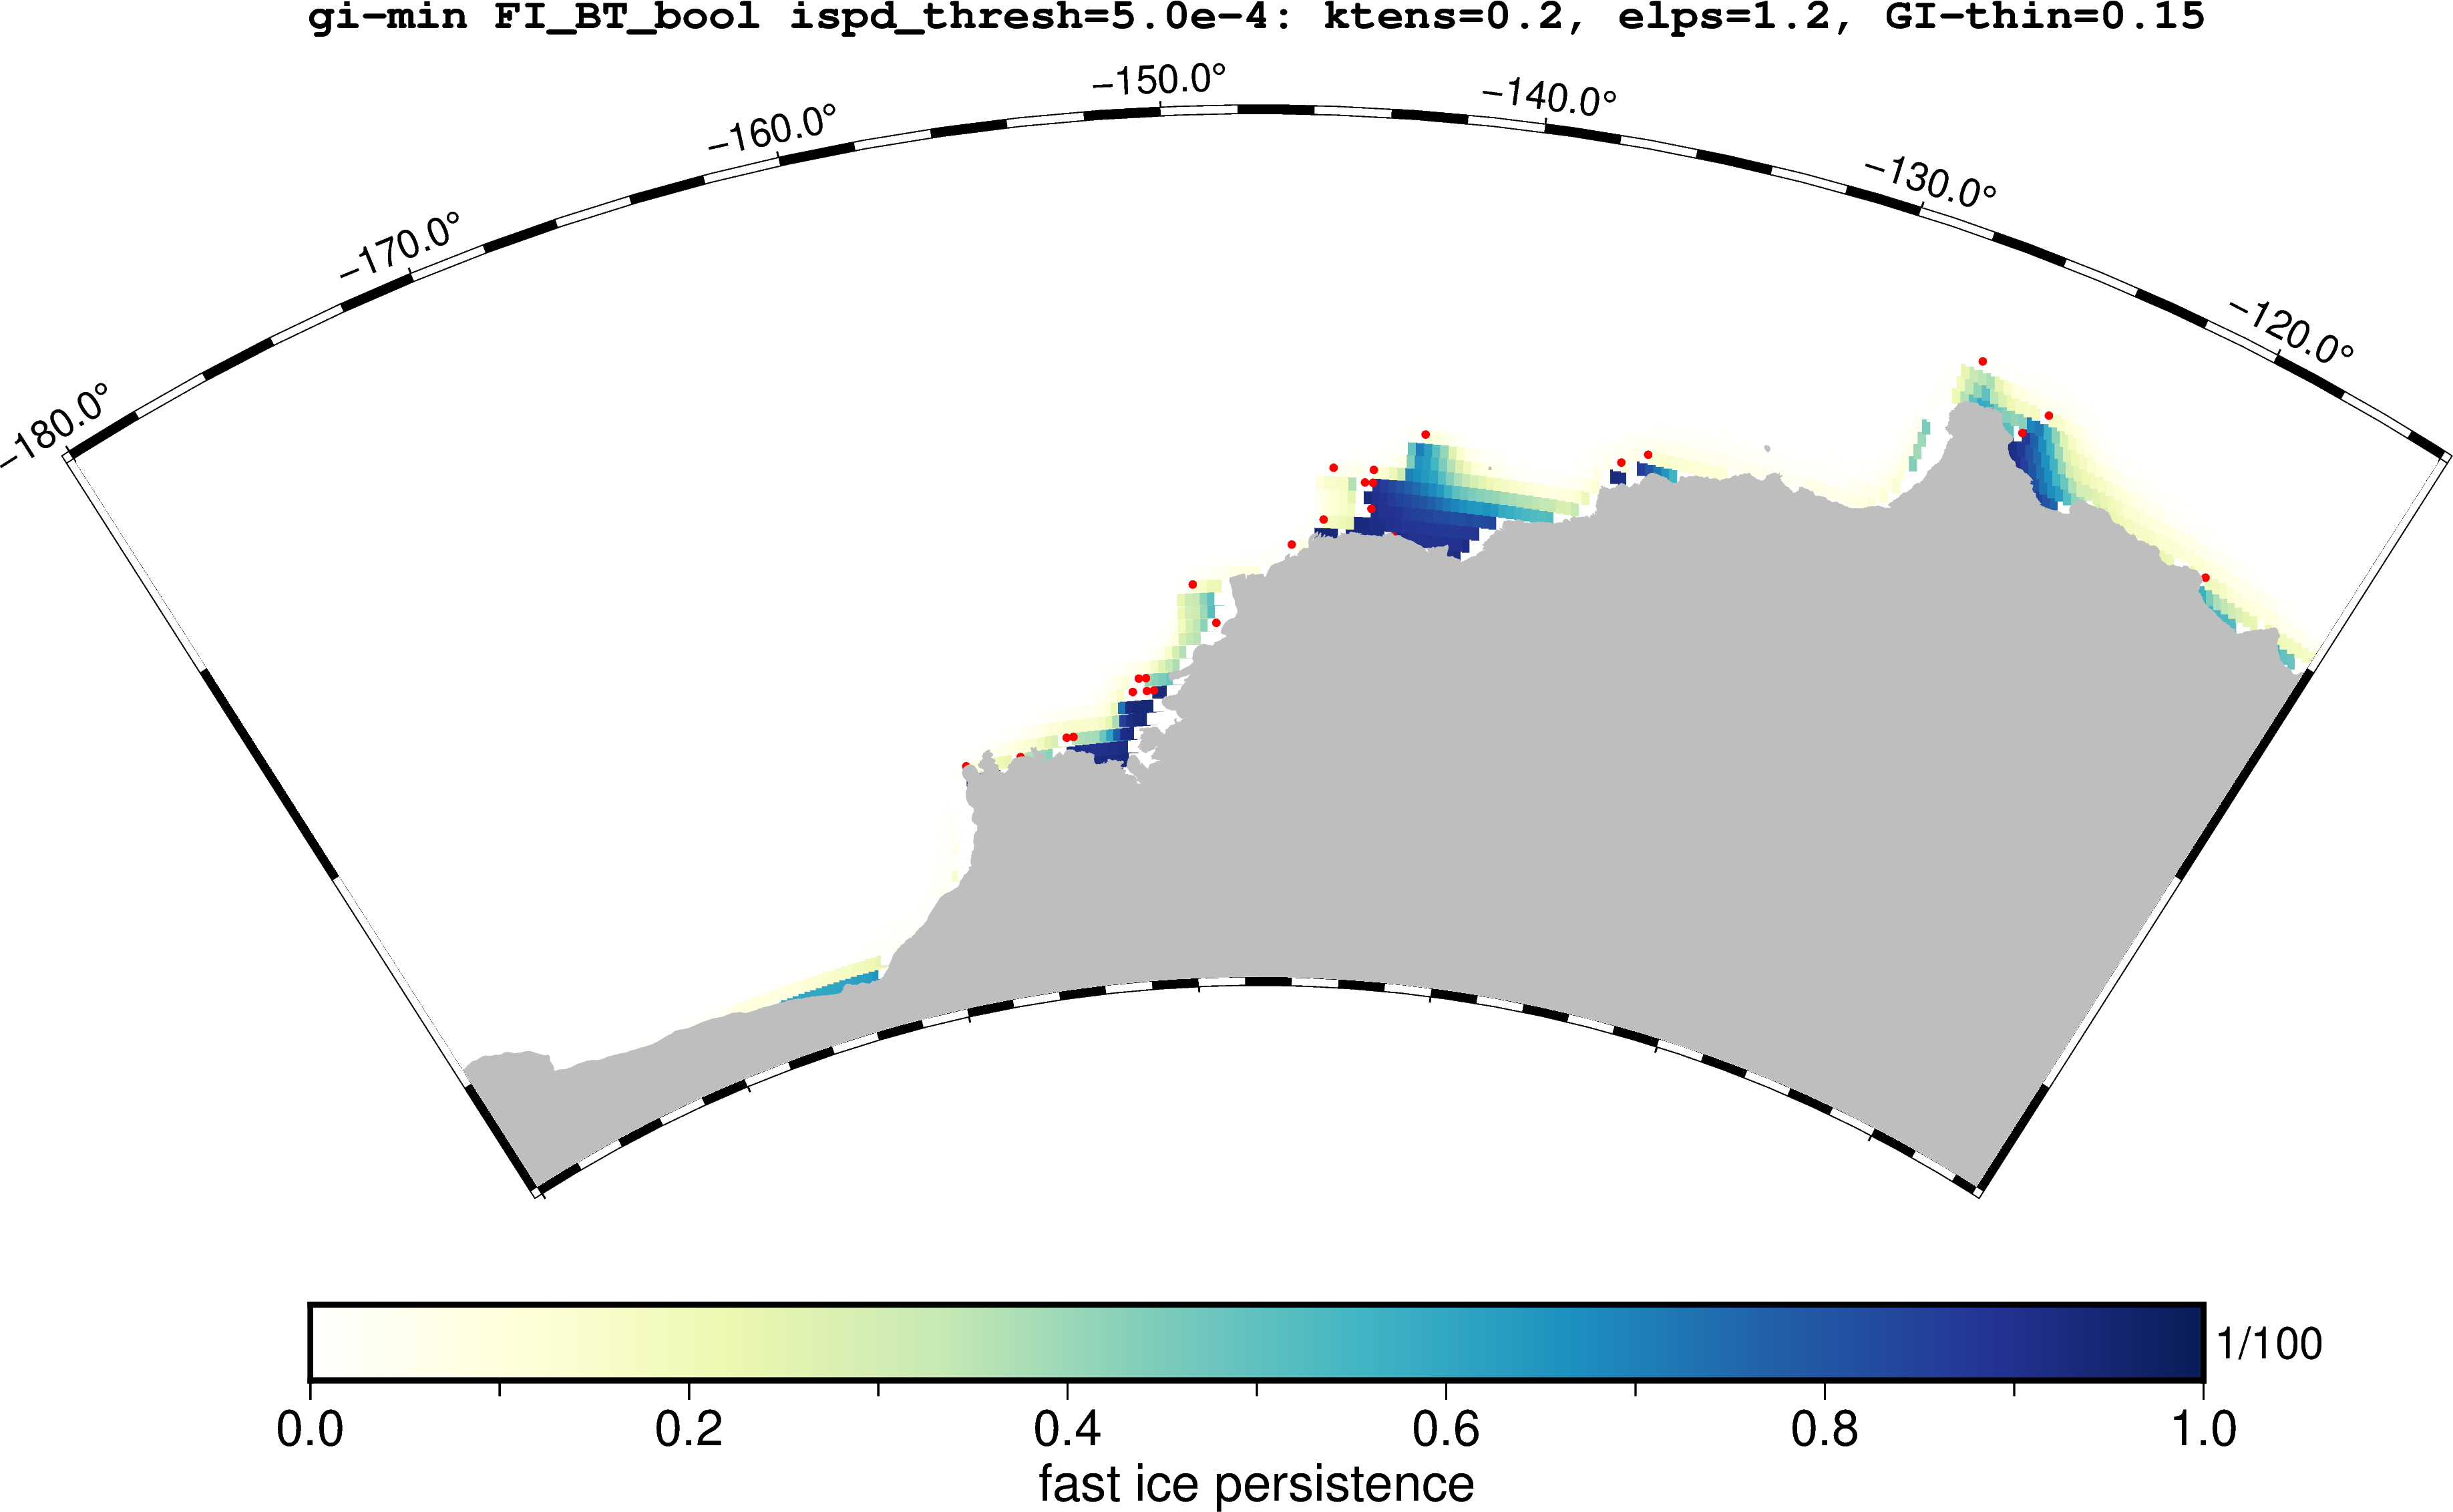 gi-min FI_BT_bool ispd_thresh=5.0e-4: ktens=0.2, elps=1.2, GI-thin=0.15
−180.0°
−170.0°
−160.0°
−150.0°
−140.0°
−130.0°
−120.0°
1/100
0.0 0.2 0.4 0.6 0.8 1.0
fast ice persistence